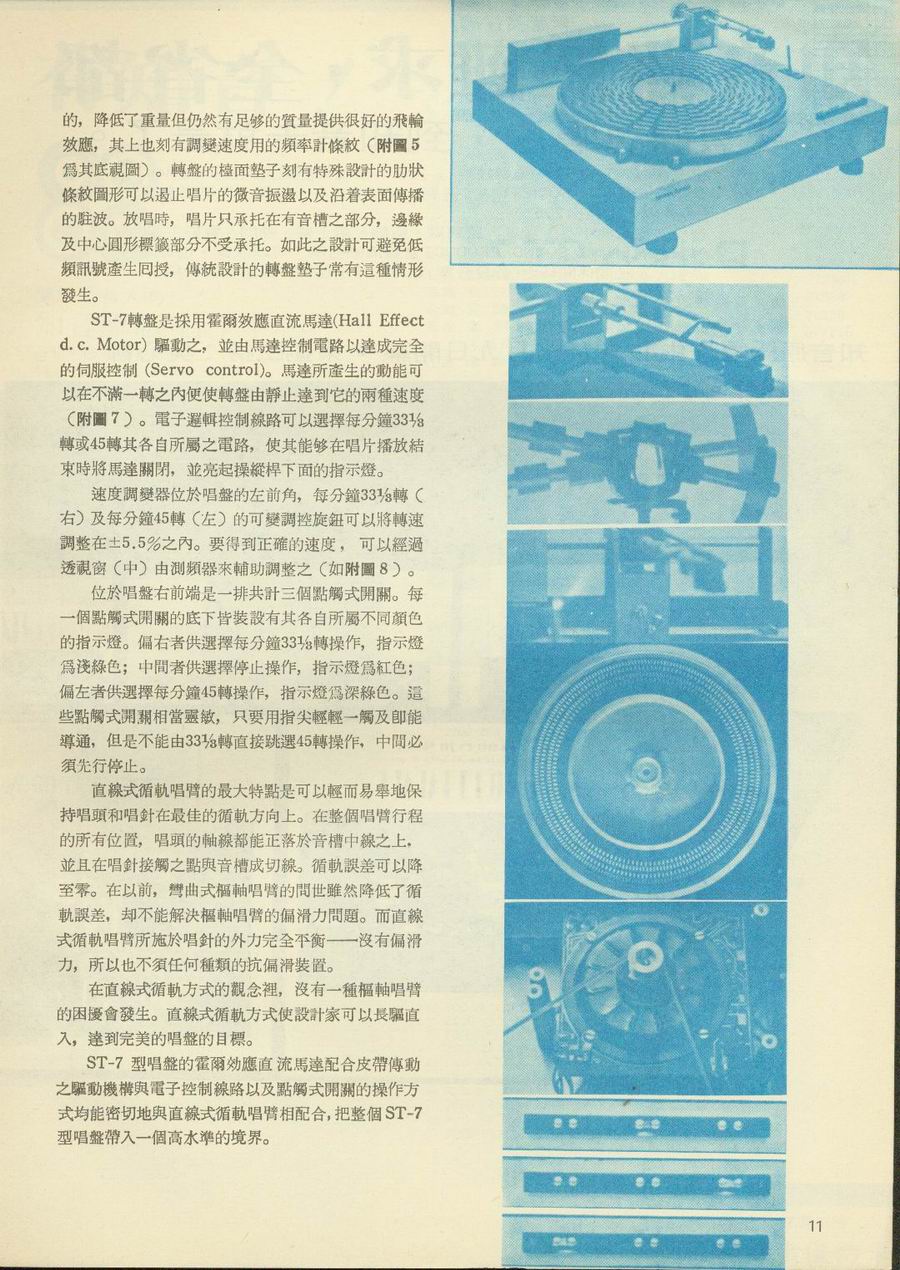 的，降低了重量但仍然有足够的質量提供很好的飛輪
效應，其上也刻有調變速度用的頻率計條紋（附圖5
爲其底視圖）。轉盤的檯面墊子刻有特殊設計的肋狀
條紋圖形可以遏止唱片的微音振盪以及沿着表面傳播
的駐波。放唱時，唱片只承托在有音槽之部分，邊緣
及中心圓形標籤部分不受承托。如此之設計可避免低
頻訊號產生回授，傳統設計的轉盤墊子常有這種情形
發生。
ST-7轉盤是採用霍爾效應直流馬達(Hall Effect
d. c. Motor) 驅動之，並由馬達控制電路以達成完全
的伺服控制 (Servo control)。馬達所產生的動能可
以在不滿一轉之內便使轉盤由靜止達到它的兩種速度
（附圖7）。電子邏輯控制線路可以選擇每分鐘33⅓
轉或45轉其各自所屬之電路，使其能够在唱片播放結
束時將馬達關閉，並亮起操縱桿下面的指示燈。
速度調變器位於唱盤的左前角，每分鐘33⅓轉（
右）及每分鐘45轉（左）的可變調控旋鈕可以將轉速
調整在±5.5％之內。要得到正確的速度，可以經過
透視窗（中）由測頻器來輔助調整之（如附圖8）。
位於唱盤右前端是一排共計三個點觸式開關。每
一個點觸式開關的底下皆裝設有其各自所屬不同顏色
的指示燈。偏右者供選擇每分鐘33⅓轉操作，指示燈
爲淺綠色；中間者供選擇停止操作，指示燈爲紅色；
偏左者供選擇每分鐘45轉操作，指示燈爲深綠色。這
些點觸式開關相當靈敏，只要用指尖輕輕一觸及卽能
導通，但是不能由33⅓轉直接跳選45轉操作，中間必
須先行停止。
直線式循軌唱臂的最大特點是可以輕而易舉地保
持唱頭和唱針在最佳的循軌方向上。在整個唱臂行程
的所有位置，唱頭的軸線都能正落於音槽中線之上，
並且在唱針接觸之點與音槽成切線。循軌誤差可以降
至零。在以前，彎曲式樞軸唱臂的問世雖然降低了循
軌誤差，却不能解決樞軸唱臂的偏滑力問題。而直線
式循軌唱臂所施於唱針的外力完全平衡——沒有偏滑
力，所以也不須任何種類的抗偏滑裝置。
在直線式循軌方式的觀念裡，沒有一種樞軸唱臂
的困擾會發生。直線式循軌方式使設計家可以長驅直
入，達到完美的唱盤的目標。
ST-7 型唱盤的霍爾効應直流馬達配合皮帶傳動
之驅動機構與電子控制線路以及點觸式開關的操作方
式均能密切地與直線式循軌唱臂相配合，把整個ST-7
型唱盤帶入一個高水準的境界。
11